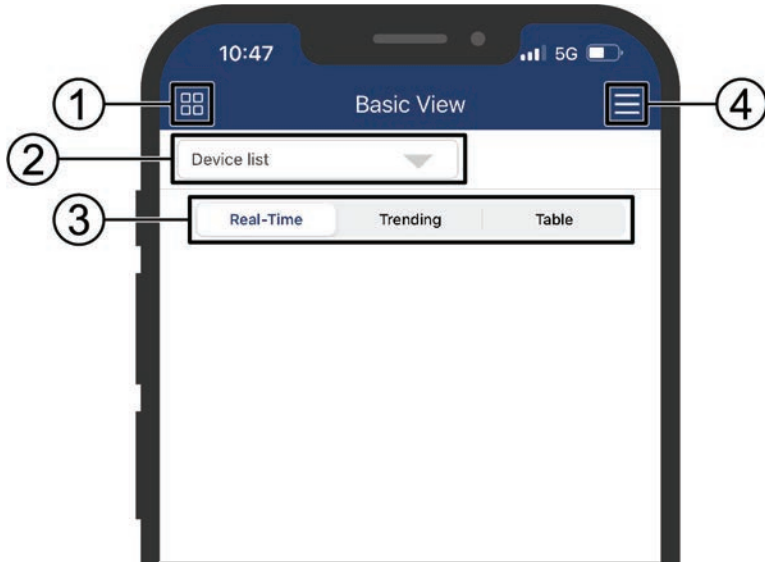 10:47
5G
1
Basic View
4
2
Device list
3
Real-Time
Trending
Table